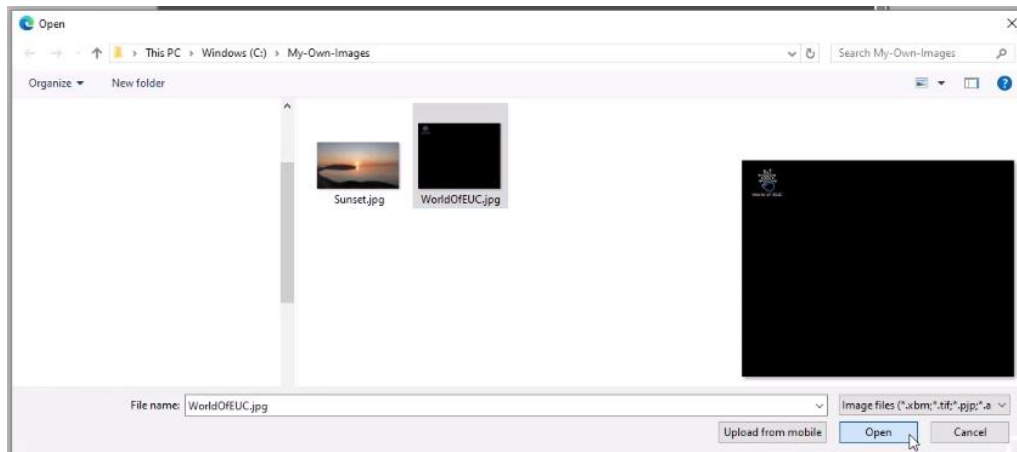 Open
This PC > Windows (C:) > My-Own-Images
Search My-Own-Images
Organize
New folder
Sunset.jpg
WorldOfEUC.jpg
File name: WorldOfEUC.jpg
Image files (*.xbm;*.tif;*.pjp;*.a
Upload from mobile
Open
Cancel